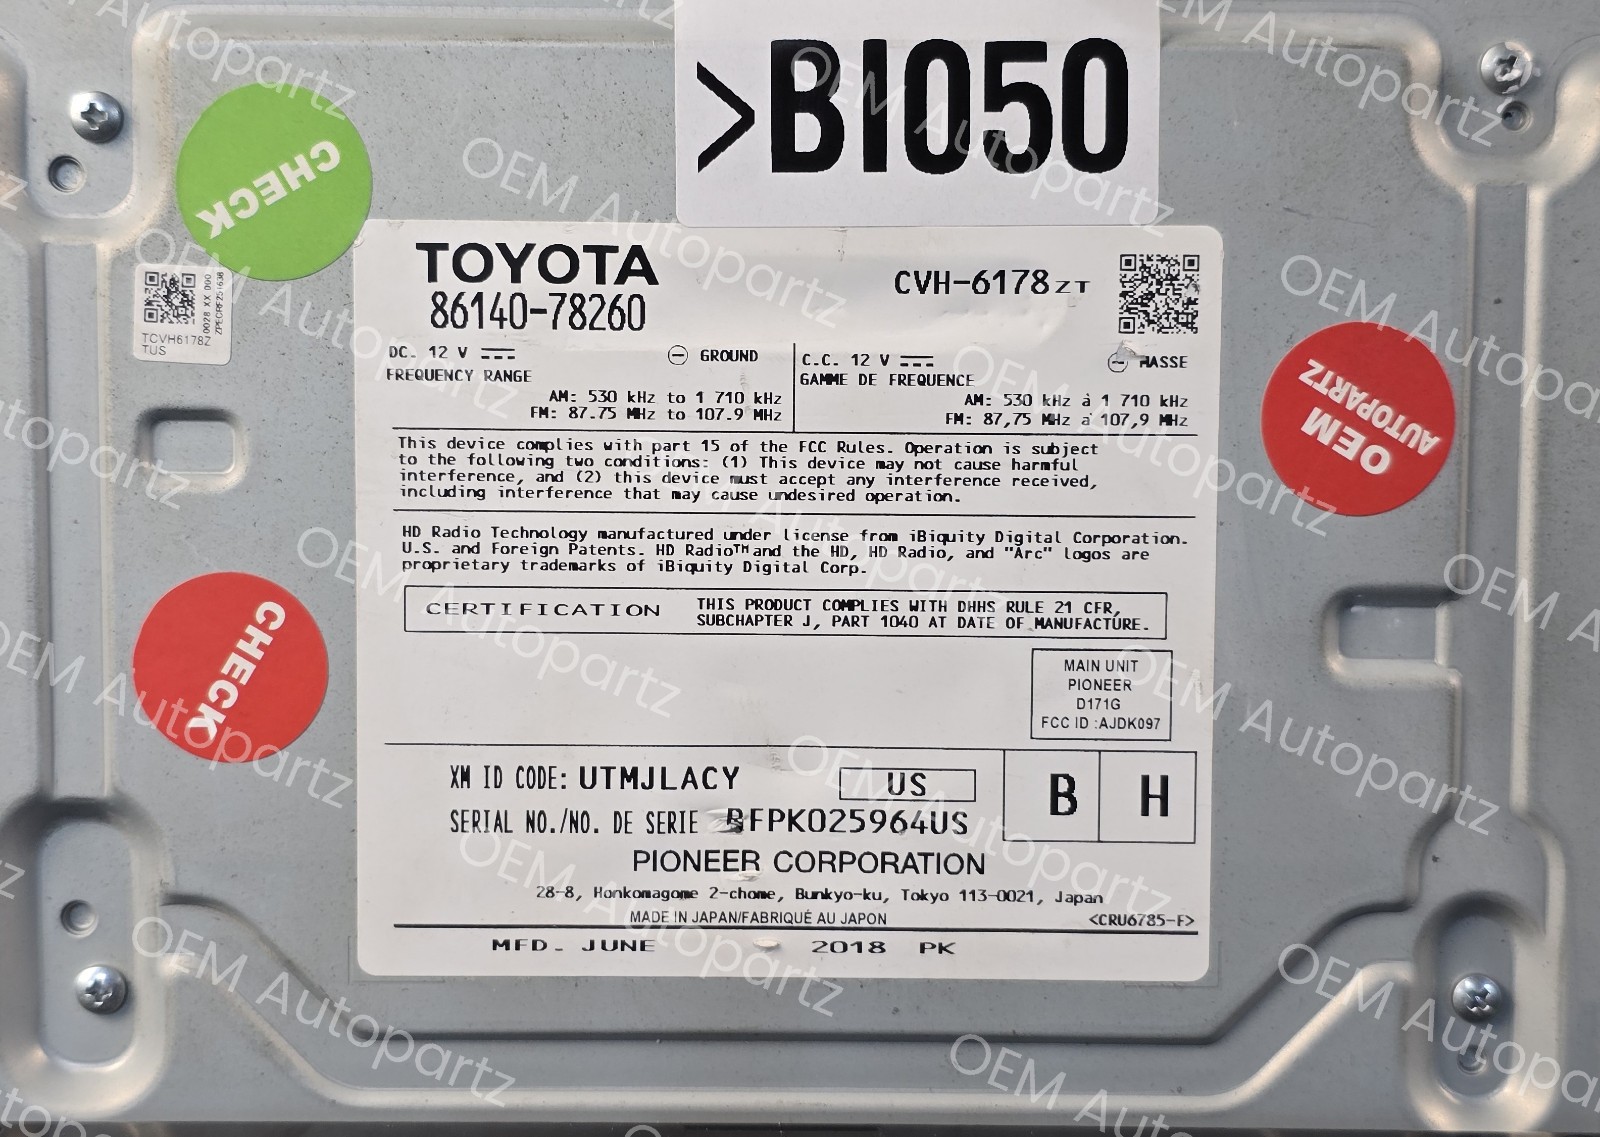 >BI050
CHECK
TOYOTA
86140-78260
CVH-6178ZT
TCVH6178Z
TUS
0028 XX 000
DC. 12 V
GROUND
FREQUENCY RANGE
AM: 530 kHz to 1 710 kHz
FM: 87.75 MHz to 107.9 MHz
C.C. 12 V
GAMME DE FREQUENCE
AM: 530 kHz à 1 710 kHz
FM: 87,75 MHz à 107,9 MHz
OEM
AUTOPARTZ
This device complies with part 15 of the FCC Rules. Operation is subject
to the following two conditions: (1) This device may not cause harmful
interference, and (2) this device must accept any interference received,
including interference that may cause undesired operation.
HD Radio Technology manufactured under license from iBiquity Digital Corporation.
U.S. and Foreign Patents. HD Radio™ and the HD, HD Radio, and "Arc" logos are
proprietary trademarks of iBiquity Digital Corp.
CERTIFICATION
THIS PRODUCT COMPLIES WITH DHHS RULE 21 CFR,
SUBCHAPTER J, PART 1040 AT DATE OF MANUFACTURE.
CHECK
MAIN UNIT
PIONEER
D171G
FCC ID :AJDK097
XM ID CODE: UTMJLACY
US
B H
SERIAL NO./NO. DE SERIE FPK025964US
PIONEER CORPORATION
28-8, Honkomagome 2-chome, Bunkyo-ku, Tokyo 113-0021, Japan
MADE IN JAPAN/FABRIQUÉ AU JAPON
<CRU6785-F>
MFD. JUNE 2018 PK
OEM Autopartz